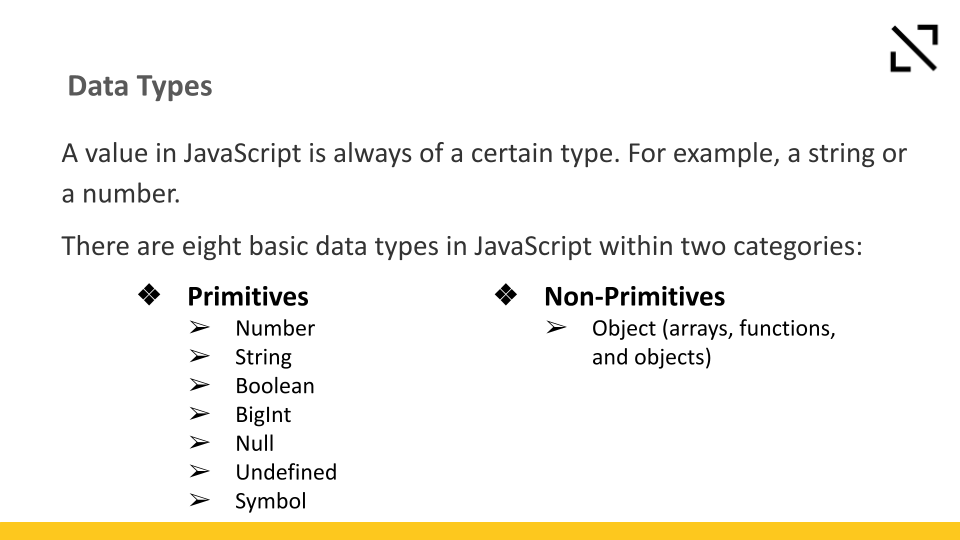 Data Types
A value in JavaScript is always of a certain type. For example, a string or
a number.
There are eight basic data types in JavaScript within two categories:
❖ Primitives
➢ Number
➢ String
➢ Boolean
➢ BigInt
➢ Null
➢ Undefined
➢ Symbol
❖ Non-Primitives
➢ Object (arrays, functions,
and objects)